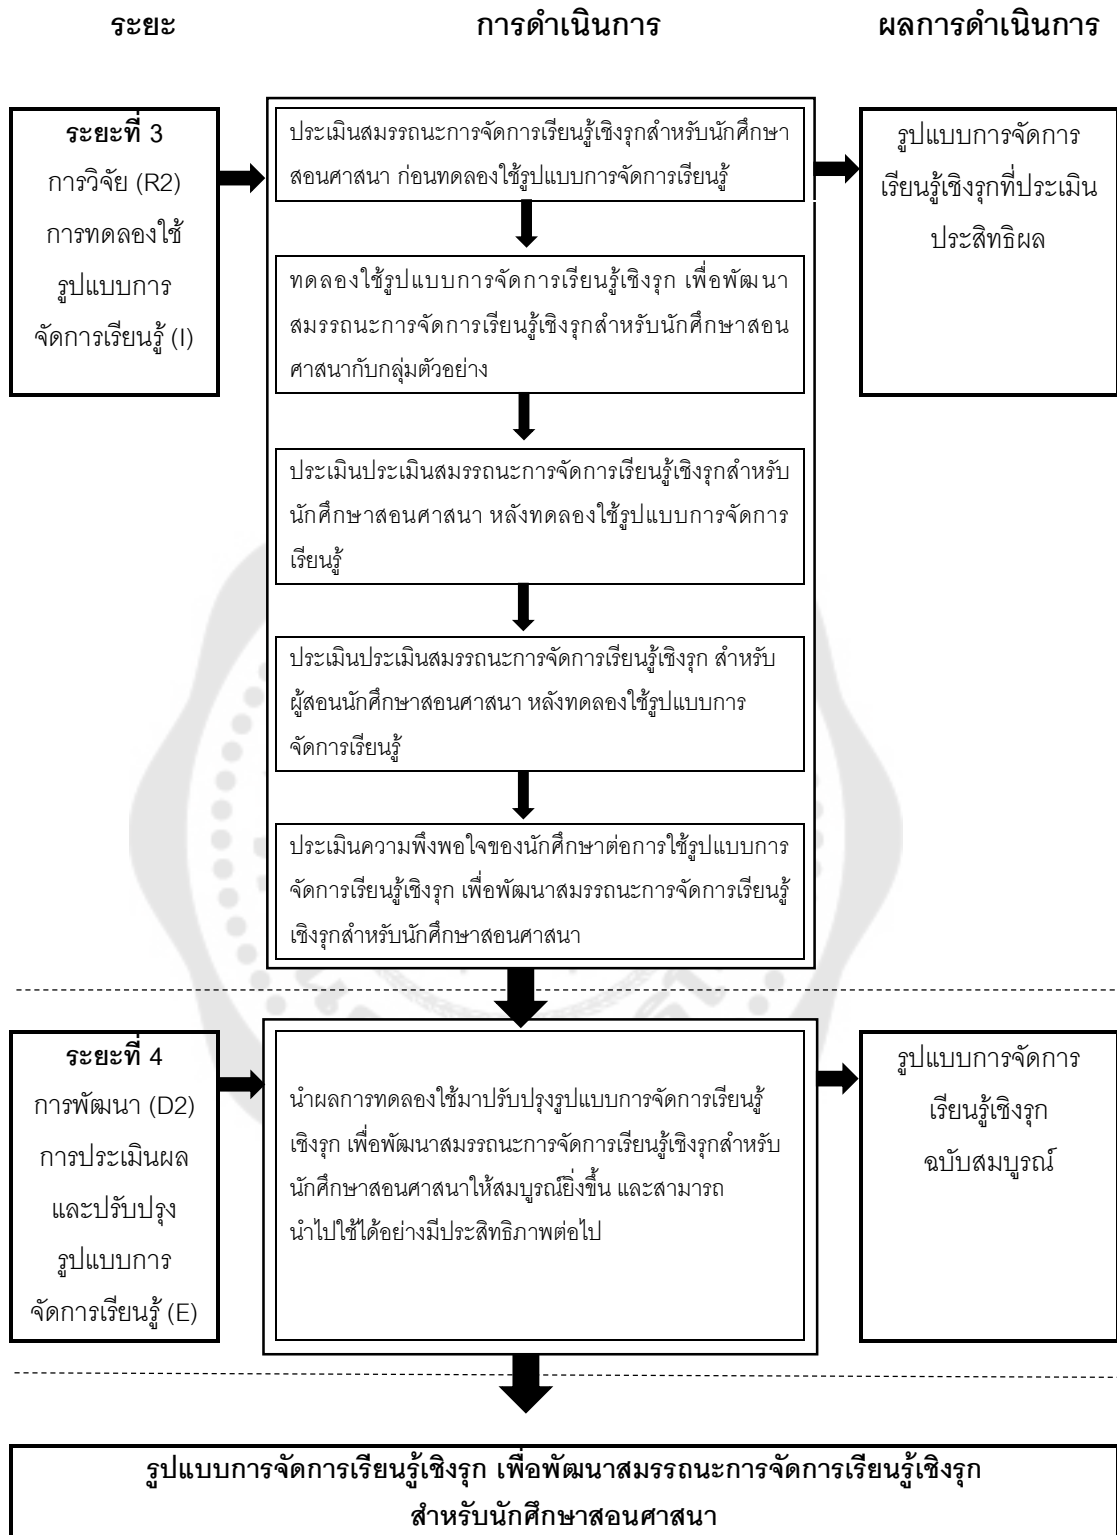 ระยะ
การดำเนินการ
ผลการดำเนินการ
ระยะที่ 3
การวิจัย (R2)
การทดลองใช้
รูปแบบการ
จัดการเรียนรู้ (I)
ประเมินสมรรถนะการจัดการเรียนรู้เชิงรุกสำหรับนักศึกษา
สอนศาสนา ก่อนทดลองใช้รูปแบบการจัดการเรียนรู้
ทดลองใช้รูปแบบการจัดการเรียนรู้เชิงรุก เพื่อพัฒนา
สมรรถนะการจัดการเรียนรู้เชิงรุกสำหรับนักศึกษาสอน
ศาสนากับกลุ่มตัวอย่าง
ประเมินประเมินสมรรถนะการจัดการเรียนรู้เชิงรุกสำหรับ
นักศึกษาสอนศาสนา หลังทดลองใช้รูปแบบการจัดการ
เรียนรู้
ประเมินประเมินสมรรถนะการจัดการเรียนรู้เชิงรุก สำหรับ
ผู้สอนนักศึกษาสอนศาสนา หลังทดลองใช้รูปแบบการ
จัดการเรียนรู้
ประเมินความพึงพอใจของนักศึกษาต่อการใช้รูปแบบการ
จัดการเรียนรู้เชิงรุก เพื่อพัฒนาสมรรถนะการจัดการเรียนรู้
เชิงรุกสำหรับนักศึกษาสอนศาสนา
รูปแบบการจัดการ
เรียนรู้เชิงรุกที่ประเมิน
ประสิทธิผล
ระยะที่ 4
การพัฒนา (D2)
การประเมินผล
และปรับปรุง
รูปแบบการ
จัดการเรียนรู้ (E)
นำผลการทดลองใช้มาปรับปรุงรูปแบบการจัดการเรียนรู้
เชิงรุก เพื่อพัฒนาสมรรถนะการจัดการเรียนรู้เชิงรุกสำหรับ
นักศึกษาสอนศาสนาให้สมบูรณ์ยิ่งขึ้น และสามารถ
นำไปใช้ได้อย่างมีประสิทธิภาพต่อไป
รูปแบบการจัดการ
เรียนรู้เชิงรุก
ฉบับสมบูรณ์
รูปแบบการจัดการเรียนรู้เชิงรุก เพื่อพัฒนาสมรรถนะการจัดการเรียนรู้เชิงรุก
สำหรับนักศึกษาสอนศาสนา